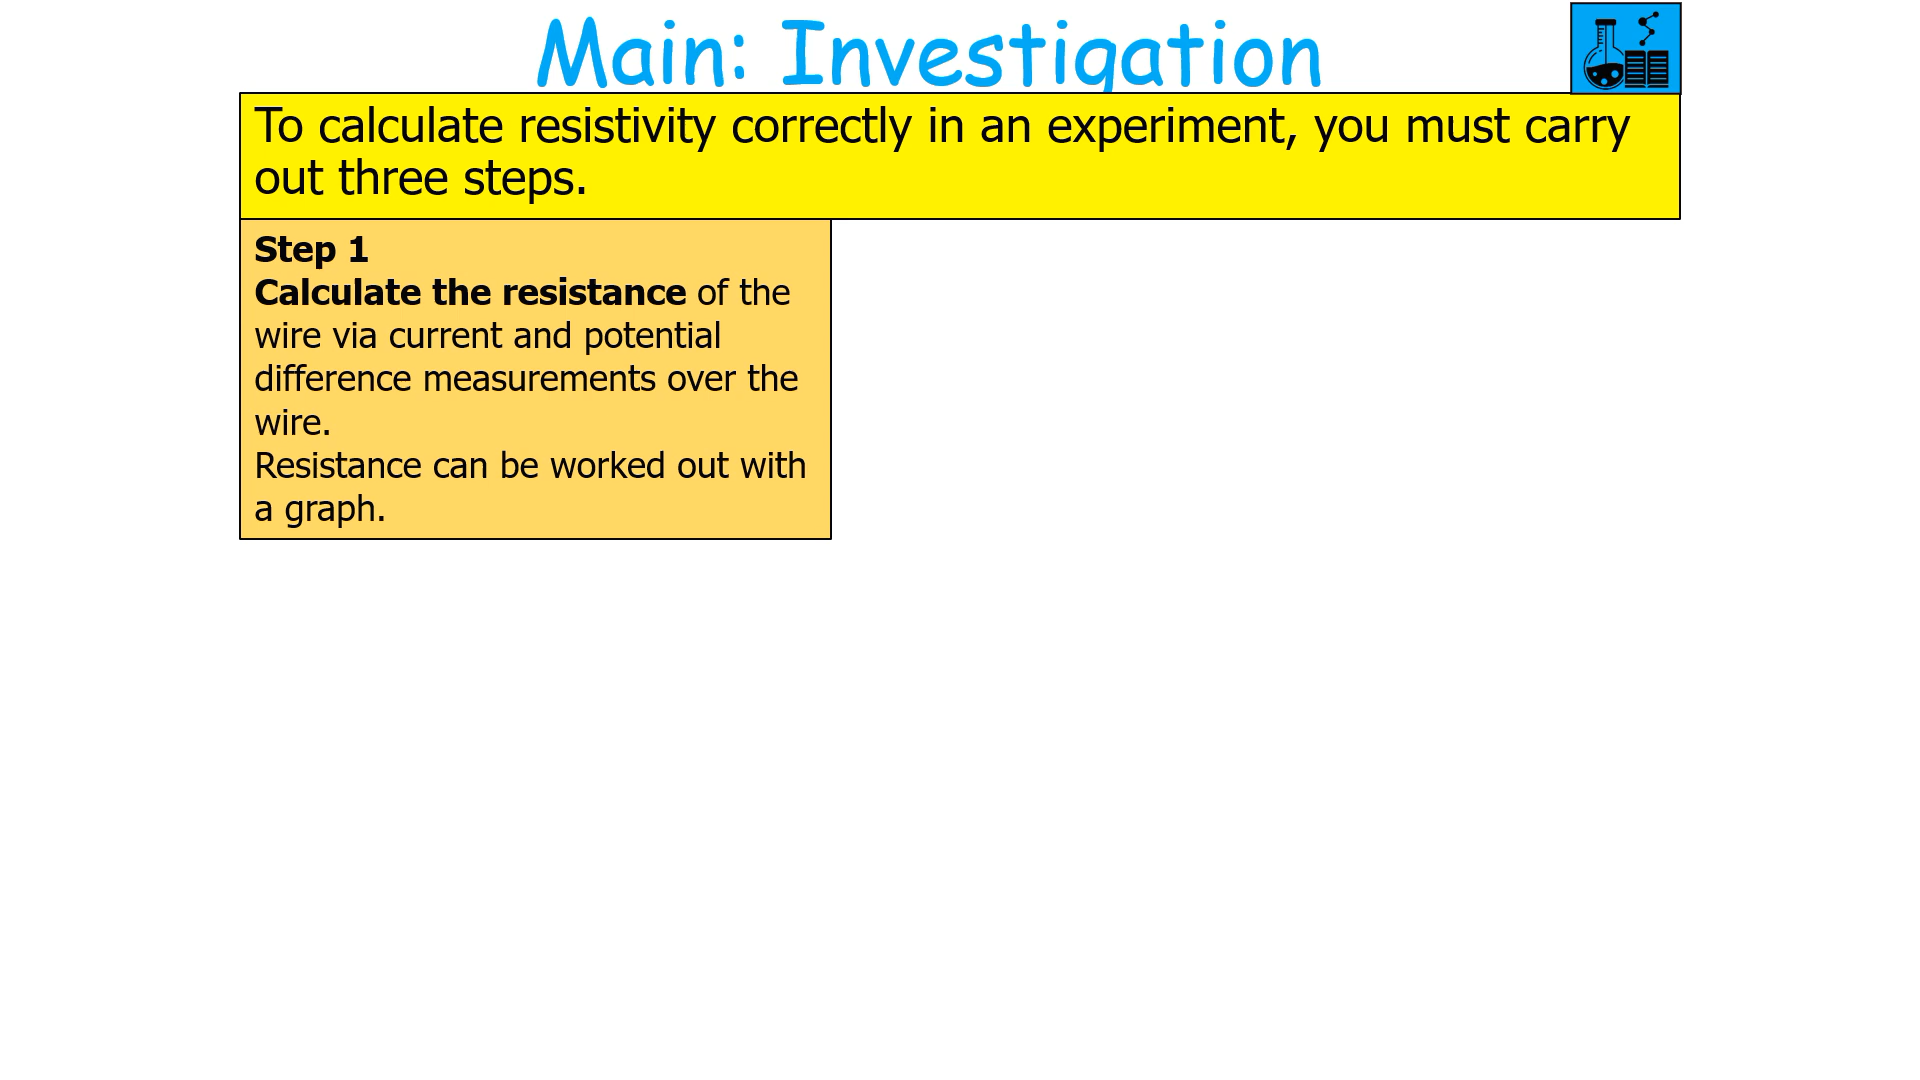 Main: Investigation
To calculate resistivity correctly in an experiment, you must carry
out three steps.
Step 1
Calculate the resistance of the
wire via current and potential
difference measurements over the
wire.
Resistance can be worked out with
a graph.